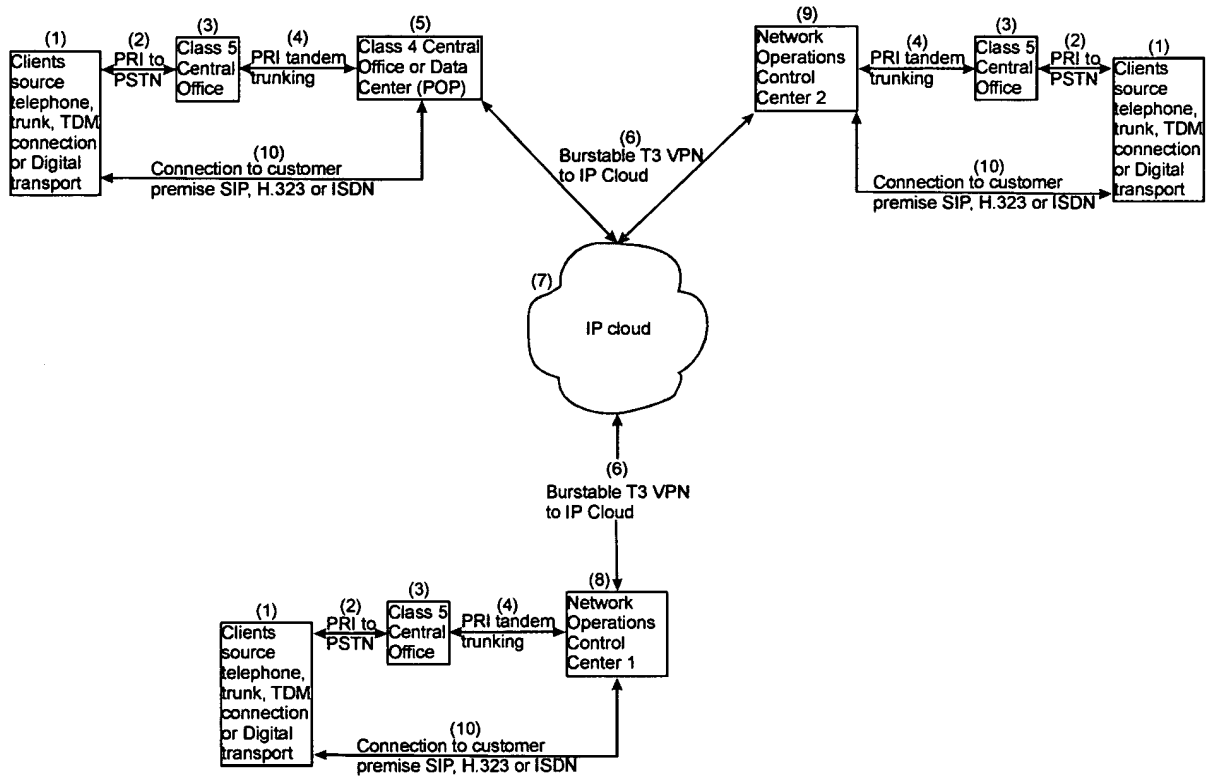 (1)
Clients
source
telephone,
trunk, TDM
connection
or Digital
transport
(2)
PRI to
PSTN
(3)
Class 5
Central
Office
(4)
PRI tandem
trunking
(5)
Class 4 Central
Office or Data
Center (POP)
(10)
Connection to customer
premise SIP, H.323 or ISDN
(6)
Burstable T3 VPN
to IP Cloud
(9)
Network
Operations
Control
Center 2
(4)
PRI tandem
trunking
(3)
Class 5
Central
Office
(2)
PRI to
PSTN
(1)
Clients
source
telephone,
trunk, TDM
connection
or Digital
transport
(10)
Connection to customer
premise SIP, H.323 or ISDN
(7)
IP cloud
(6)
Burstable T3 VPN
to IP Cloud
(1)
Clients
source
telephone,
trunk, TDM
connection
or Digital
transport
(2)
PRI to
PSTN
(3)
Class 5
Central
Office
(4)
PRI tandem
trunking
(8)
Network
Operations
Control
Center 1
(10)
Connection to customer
premise SIP, H.323 or ISDN